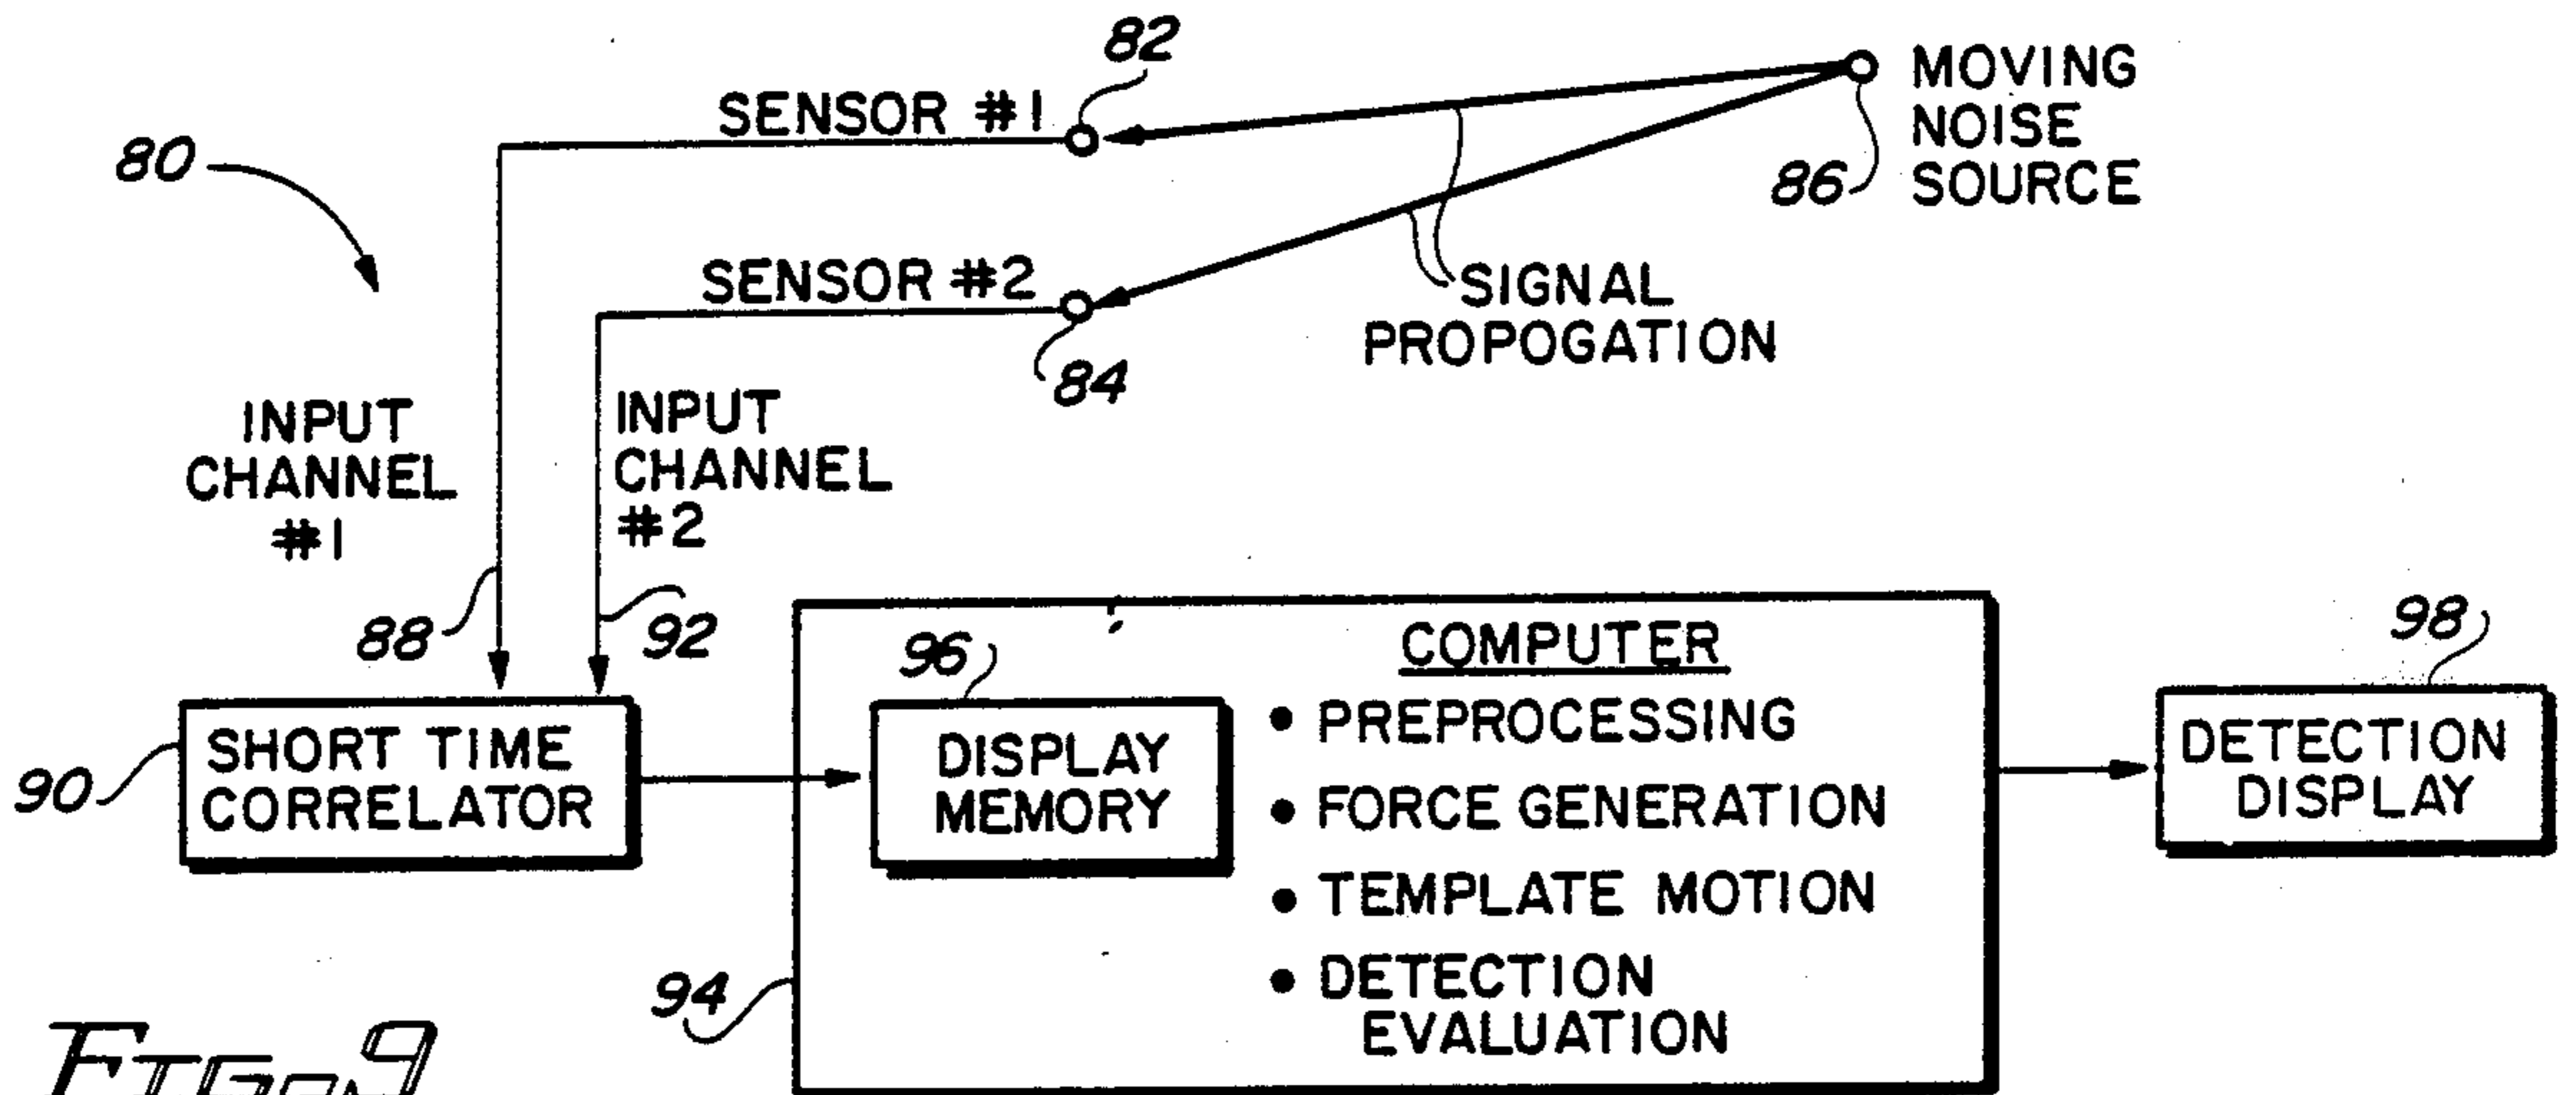 82
SENSOR #1
80
MOVING
NOISE
SOURCE
86
SENSOR #2
84
SIGNAL
PROPOGATION
INPUT
CHANNEL
#1
INPUT
CHANNEL
#2
88
92
90
SHORT TIME
CORRELATOR
96
DISPLAY
MEMORY
COMPUTER
• PREPROCESSING
• FORCE GENERATION
• TEMPLATE MOTION
• DETECTION
EVALUATION
94
98
DETECTION
DISPLAY
FIG. 9